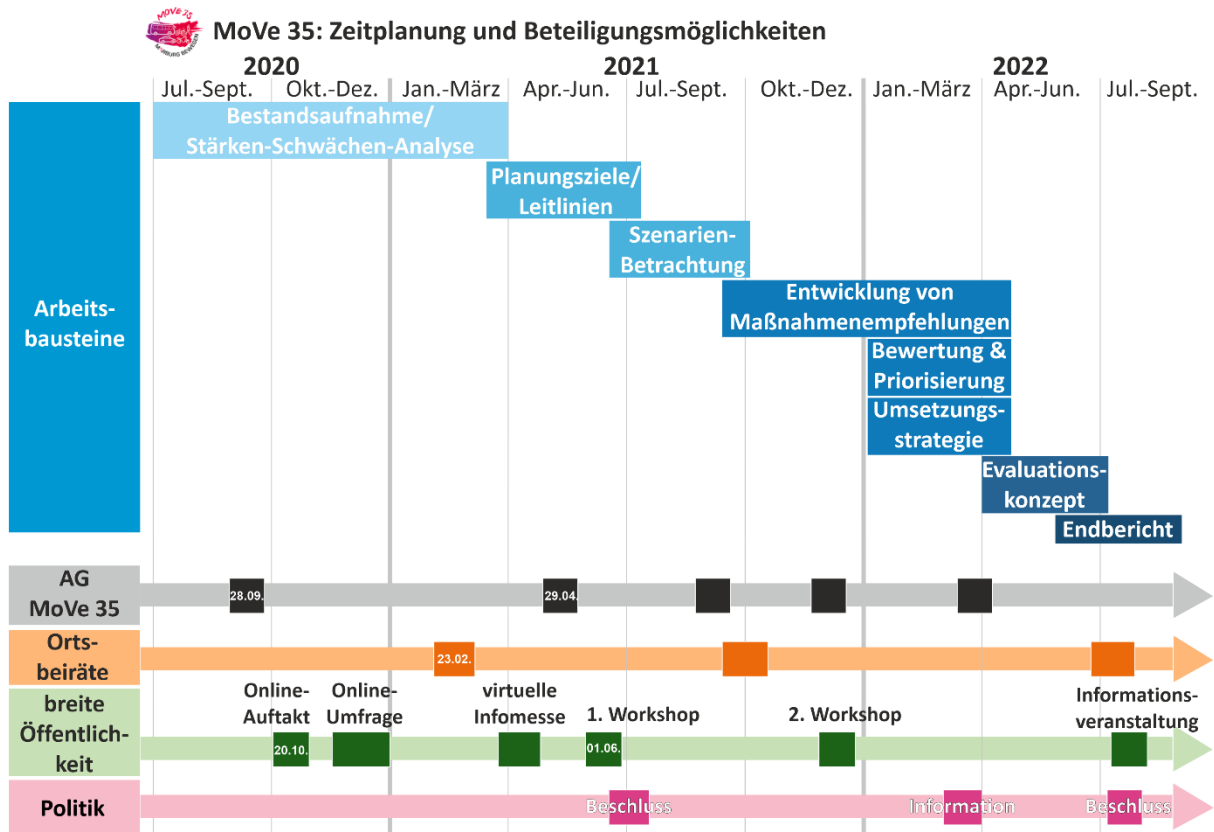 MOVE 35
MARBURG BEWEGEN
MoVe 35: Zeitplanung und Beteiligungsmöglichkeiten
2020 2021 2022
Jul.-Sept. Okt.-Dez. Jan.-März Apr.-Jun. Jul.-Sept. Okt.-Dez. Jan.-März Apr.-Jun. Jul.-Sept.
Arbeits-
bausteine
Bestandsaufnahme/
Stärken-Schwächen-Analyse
Planungsziele/
Leitlinien
Szenarien-
Betrachtung
Entwicklung von
Maßnahmenempfehlungen
Bewertung &
Priorisierung
Umsetzungs-
strategie
Evaluations-
konzept
Endbericht
AG
MoVe 35
28.09. 29.04.
Orts-
beiräte
23.02.
breite
Öffentlich-
keit
Online-
Auftakt
20.10.
Online-
Umfrage
virtuelle
Infomesse
1. Workshop
01.06.
2. Workshop
Informations-
veranstaltung
Politik
Beschluss Information Beschluss